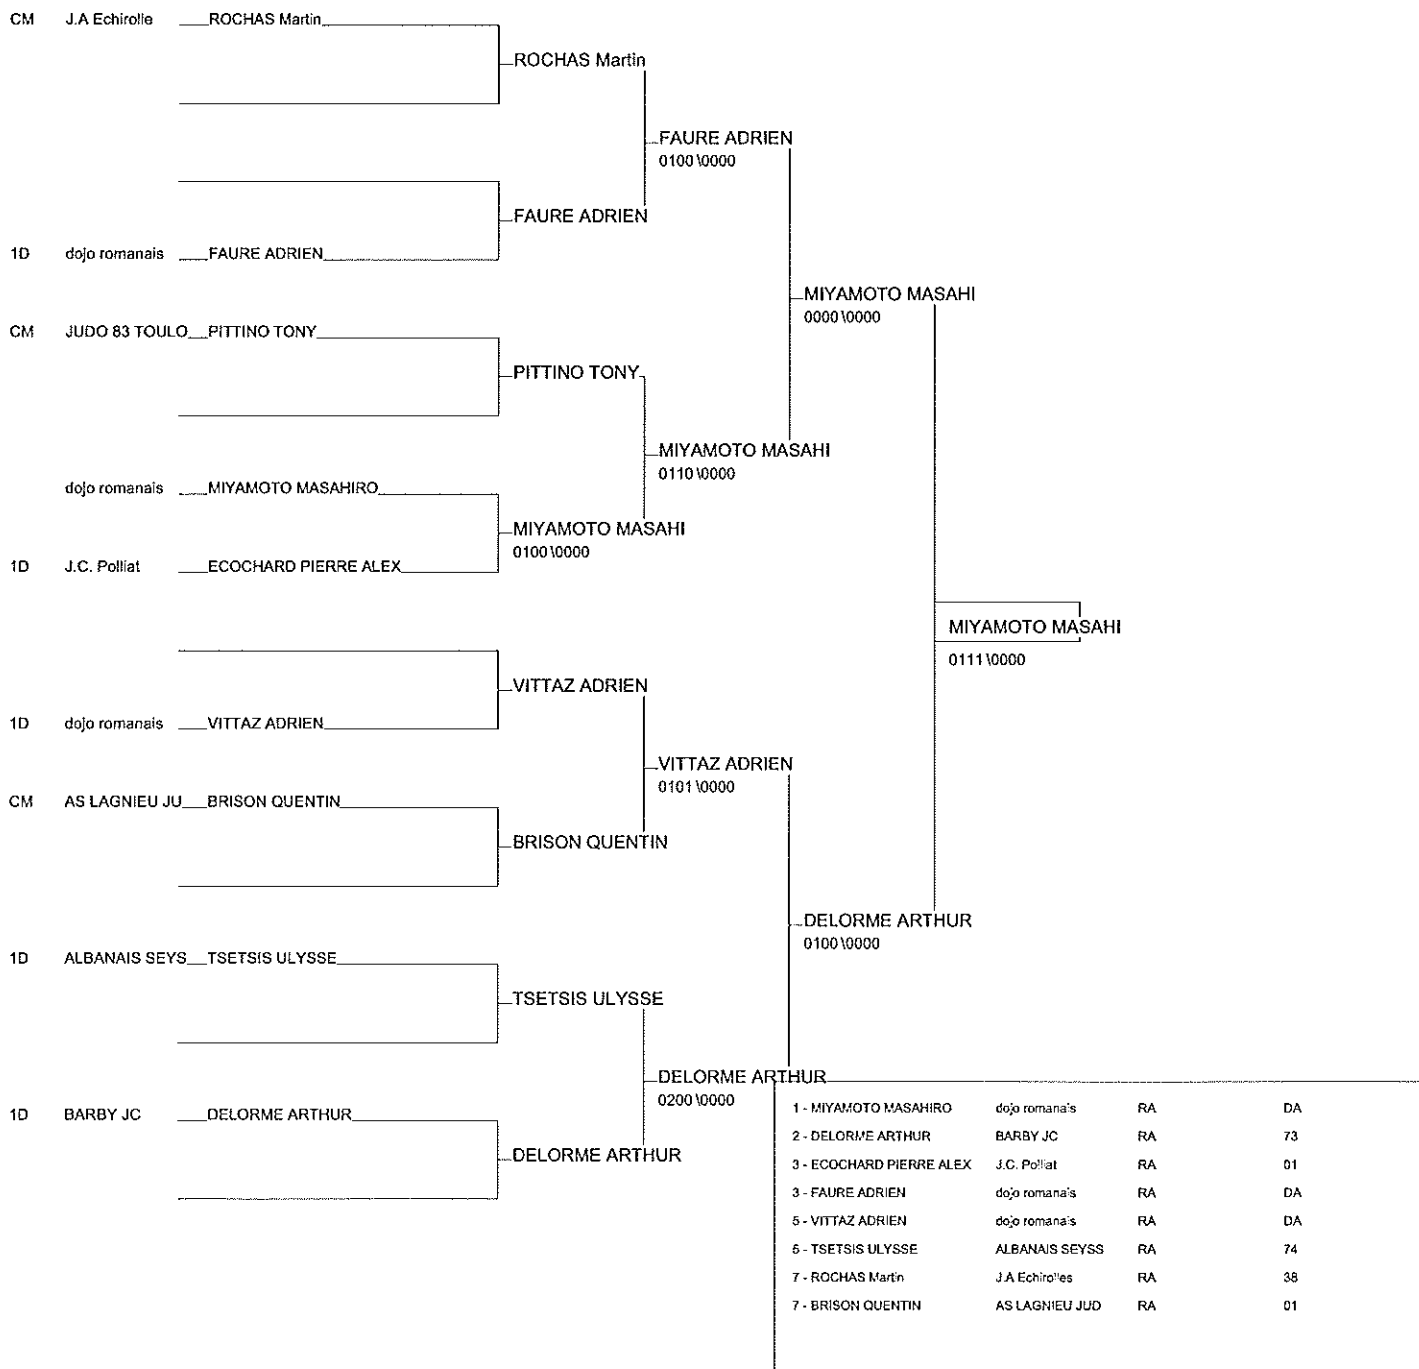 CM J.A Echirolle ROCHAS Martin
ROCHAS Martin
FAURE ADRIEN
0100\0000
FAURE ADRIEN
1D dojo romanais FAURE ADRIEN
MIYAMOTO MASAHI
0000\0000
CM JUDO 83 TOULO PITTINO TONY
PITTINO TONY
MIYAMOTO MASAHI
0110\0000
dojo romanais MIYAMOTO MASAHIRO
MIYAMOTO MASAHI
0100\0000
1D J.C. Polliat ECOCHARD PIERRE ALEX
MIYAMOTO MASAHI
0111\0000
VITTAZ ADRIEN
1D dojo romanais VITTAZ ADRIEN
VITTAZ ADRIEN
0101\0000
CM AS LAGNIEU JU BRISON QUENTIN
BRISON QUENTIN
DELORME ARTHUR
0100\0000
1D ALBANAIS SEYS TSETSIS ULYSSE
TSETSIS ULYSSE
DELORME ARTHUR
0200\0000
1D BARBY JC DELORME ARTHUR
DELORME ARTHUR
1 - MIYAMOTO MASAHIRO dojo romanais RA DA
2 - DELORME ARTHUR BARBY JC RA 73
3 - ECOCHARD PIERRE ALEX J.C. Polliat RA 01
3 - FAURE ADRIEN dojo romanais RA DA
5 - VITTAZ ADRIEN dojo romanais RA DA
5 - TSETSIS ULYSSE ALBANAIS SEYSS RA 74
7 - ROCHAS Martin J.A Echirolles RA 38
7 - BRISON QUENTIN AS LAGNIEU JUD RA 01